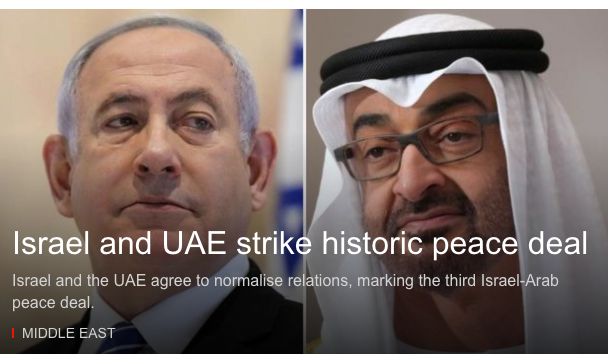 Israel and UAE strike historic peace deal
Israel and the UAE agree to normalise relations, marking the third Israel-Arab
peace deal.
MIDDLE EAST